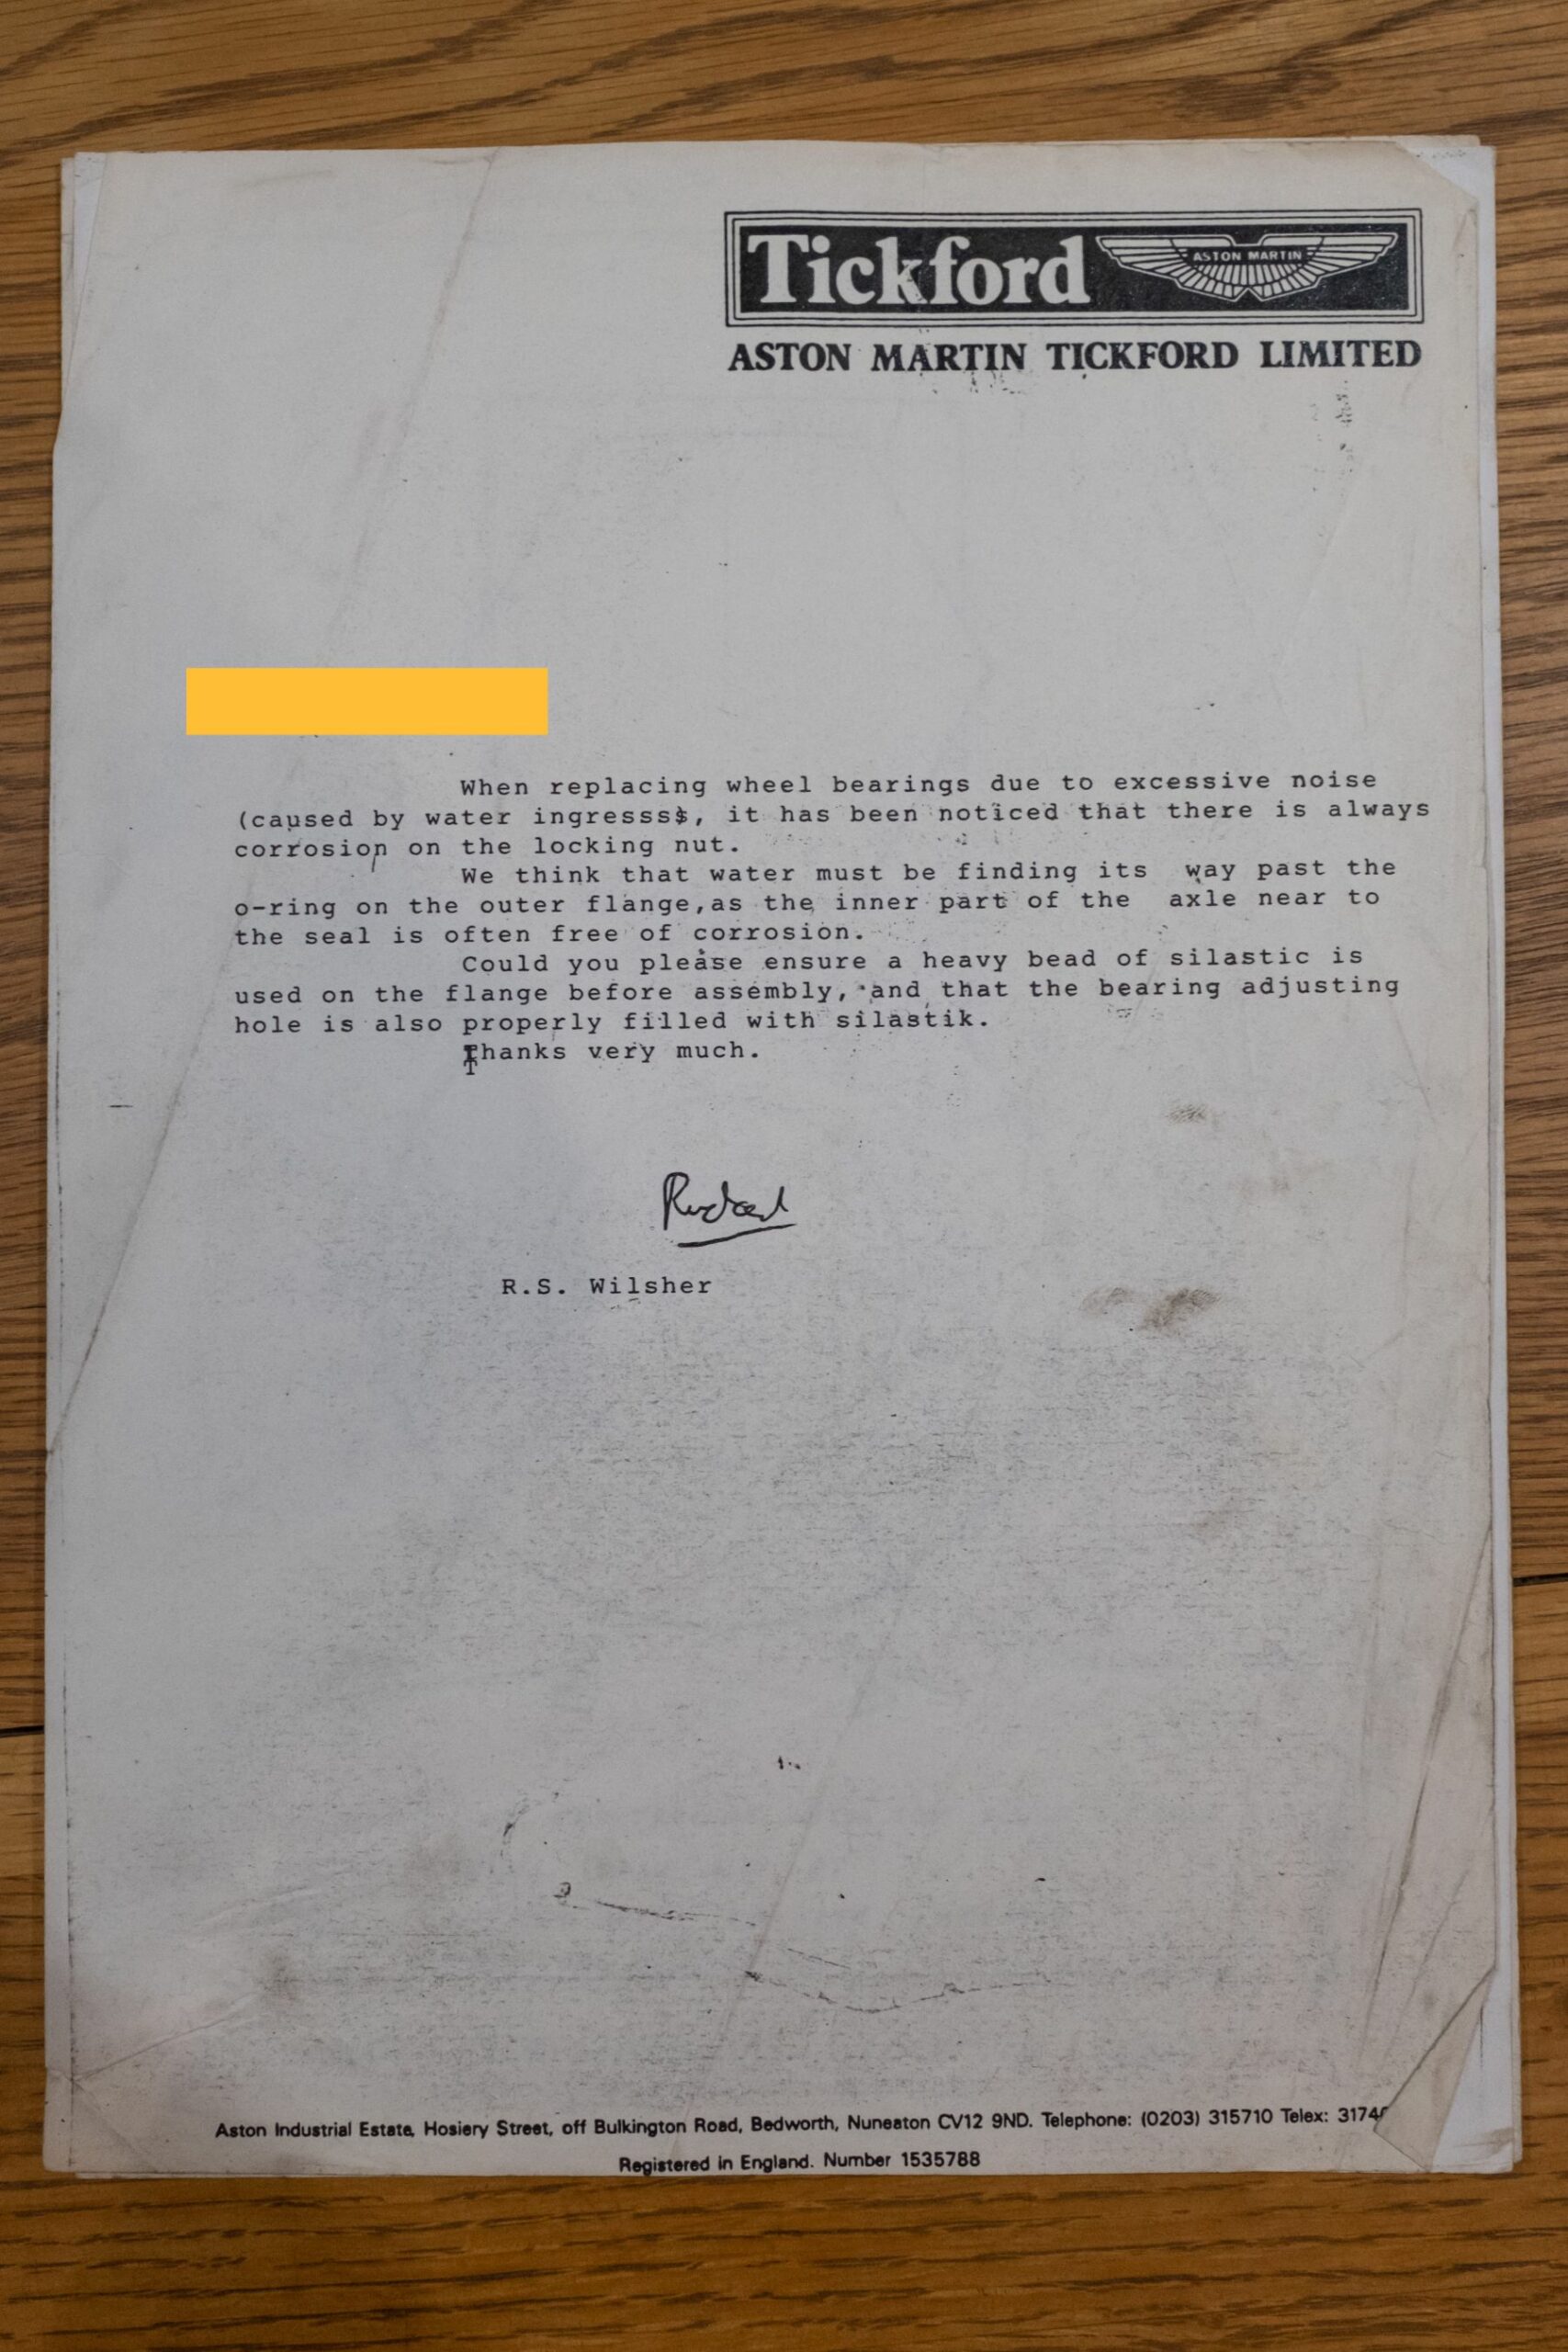 Tickford
ASTON MARTIN
ASTON MARTIN TICKFORD LIMITED
When replacing wheel bearings due to excessive noise
(caused by water ingresss$, it has been noticed that there is always
corrosion on the locking nut.
We think that water must be finding its way past the
o-ring on the outer flange,as the inner part of the axle near to
the seal is often free of corrosion.
Could you please ensure a heavy bead of silastic is
used on the flange before assembly, and that the bearing adjusting
hole is also properly filled with silastik.
Thanks very much.
Richard
R.S. Wilsher
Aston Industrial Estate, Hosiery Street, off Bulkington Road, Bedworth, Nuneaton CV12 9ND. Telephone: (0203) 315710 Telex:
Registered in England. Number 1535788